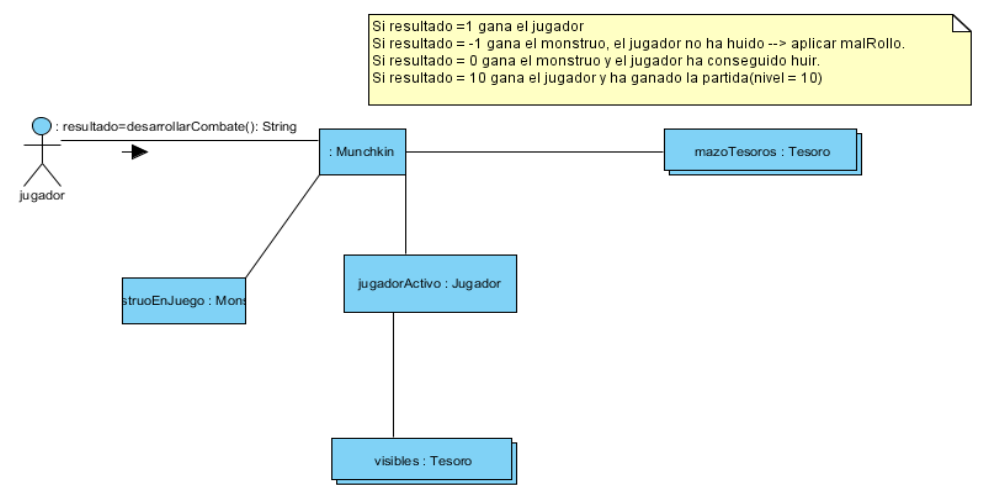 Si resultado =1 gana el jugador
Si resultado = -1 gana el monstruo, el jugador no ha huido --> aplicar malRollo.
Si resultado = 0 gana el monstruo y el jugador ha conseguido huir.
Si resultado = 10 gana el jugador y ha ganado la partida(nivel = 10)
: resultado=desarrollarCombate(): String
: Munchkin
mazoTesoros : Tesoro
jugador
jugadorActivo : Jugador
struoEnJuego : Mons
visibles : Tesoro